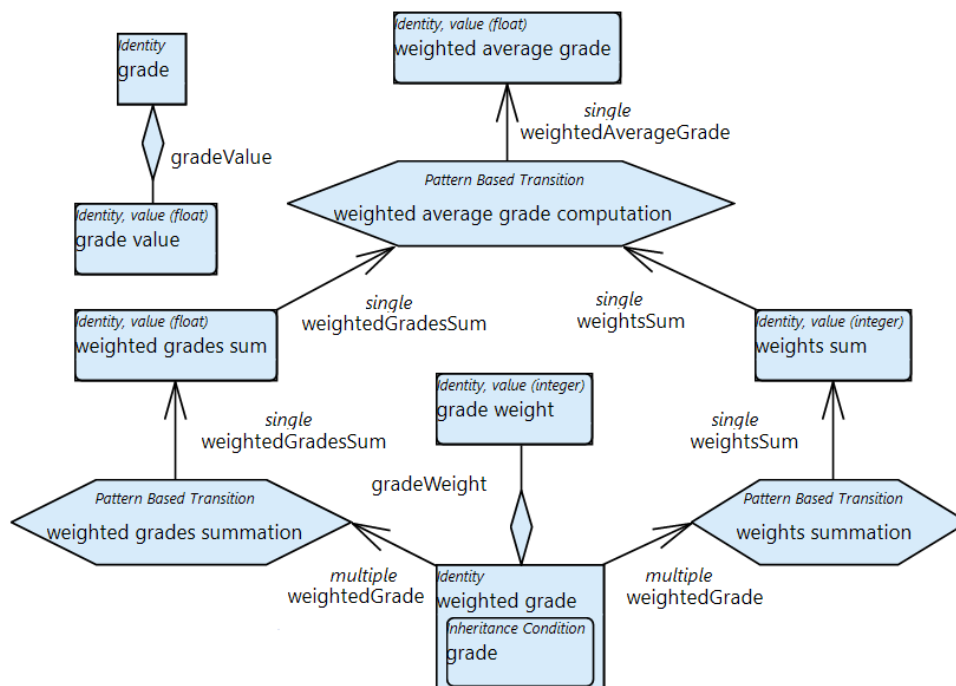 Identity
grade
gradeValue
Identity, value (float)
grade value
Identity, value (float)
weighted average grade
single
weightedAverageGrade
Pattern Based Transition
weighted average grade computation
single
weightedGradesSum
single
weightsSum
Identity, value (float)
weighted grades sum
Identity, value (integer)
weights sum
Identity, value (integer)
grade weight
single
weightedGradesSum
single
weightsSum
gradeWeight
Pattern Based Transition
weighted grades summation
Pattern Based Transition
weights summation
multiple
weightedGrade
Identity
weighted grade
Inheritance Condition
grade
multiple
weightedGrade